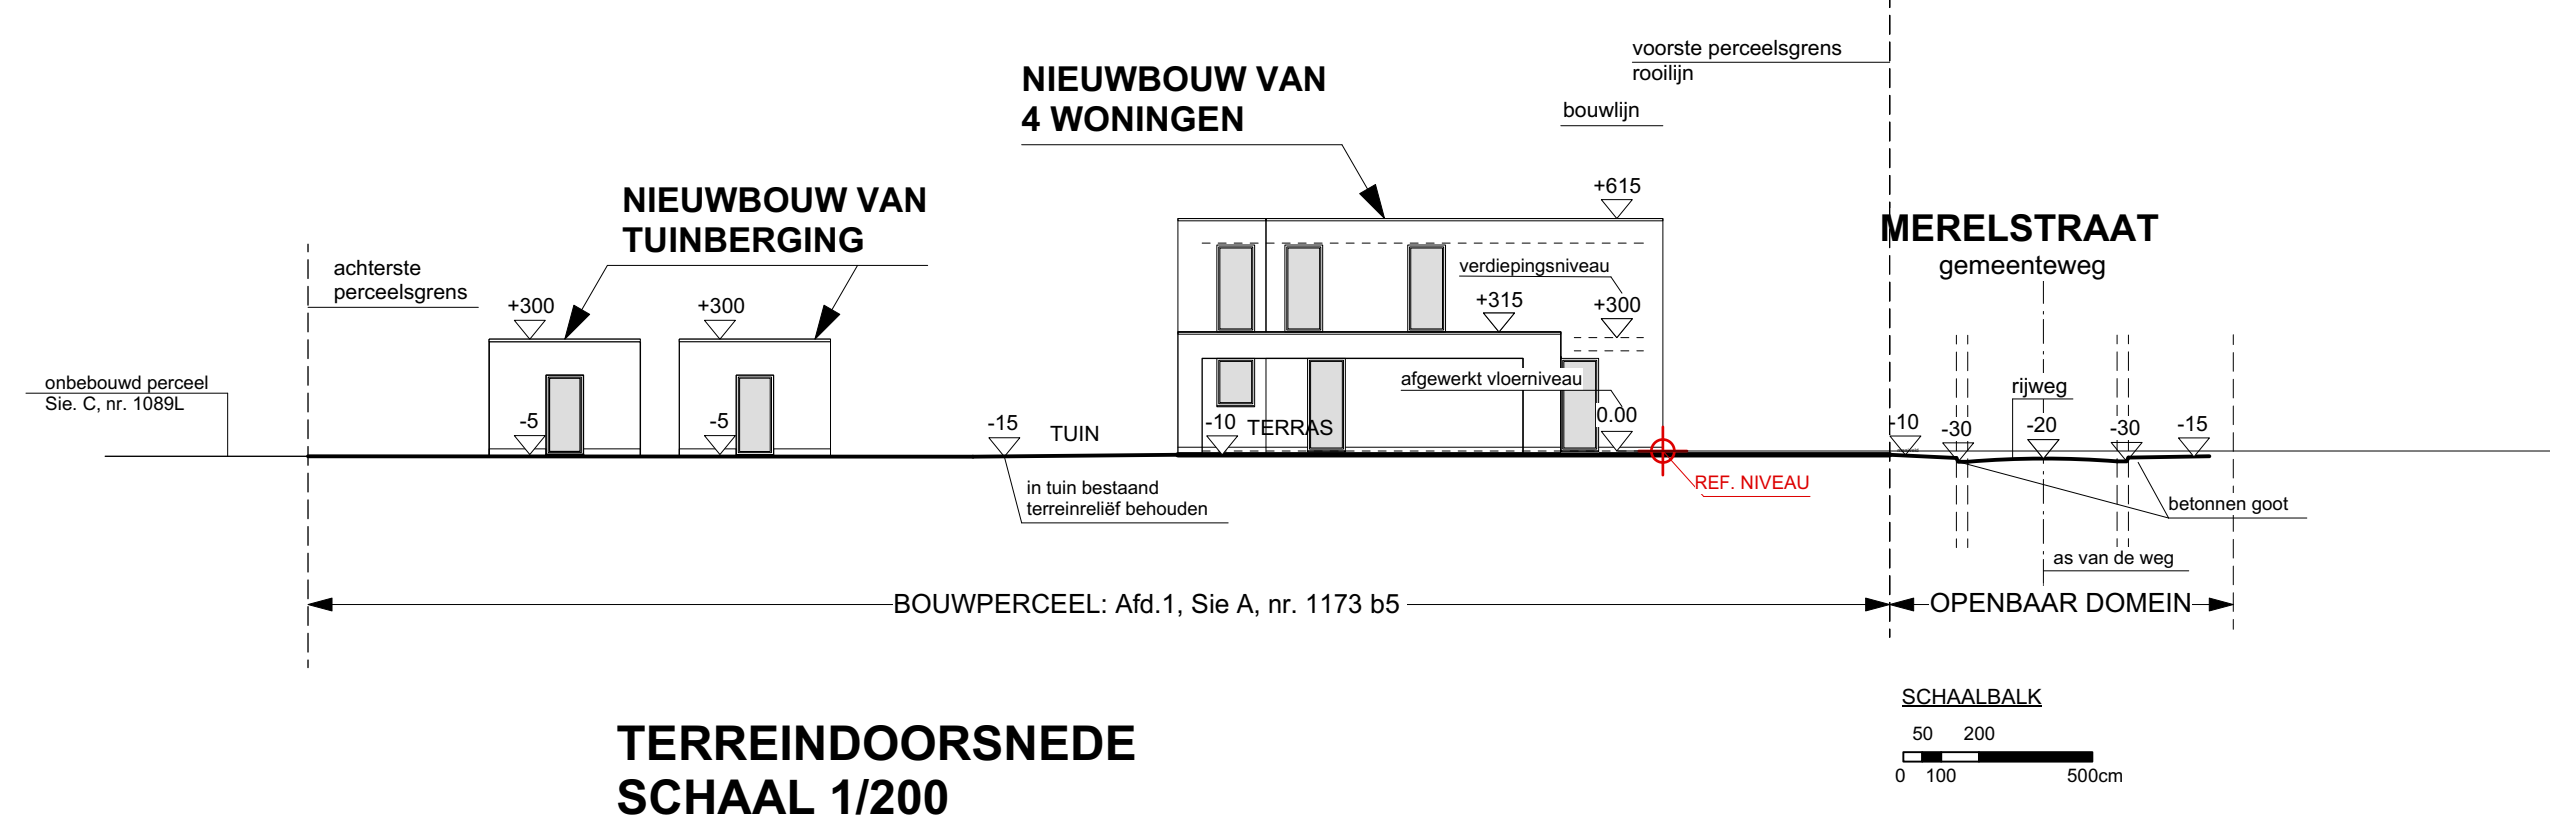 voorste perceelsgrens
rooilijn
bouwlijn
NIEUWBOUW VAN
4 WONINGEN
NIEUWBOUW VAN
TUINBERGING
+615
MERELSTRAAT
gemeenteweg
achterste
perceelsgrens
verdiepingsniveau
+300
+300
+315
+300
onbebouwd perceel
Sie. C, nr. 1089L
afgewerkt vloerniveau
rijweg
-5
-5
-15
TUIN
-10
TERRAS
0.00
-10
-30
-20
-30
-15
in tuin bestaand
terreinreliëf behouden
REF. NIVEAU
betonnen goot
as van de weg
BOUWPERCEEL: Afd.1, Sie A, nr. 1173 b5
OPENBAAR DOMEIN
SCHAALBALK
50 200
0 100 500cm
TERREINDOORSNEDE
SCHAAL 1/200